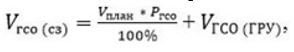 Vгсо (сз) = Vплан * Pгсо / 100% + VГСО (ГРУ),